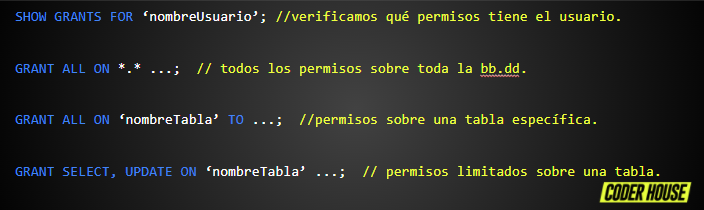 SHOW GRANTS FOR ‘nombreUsuario’; //verificamos qué permisos tiene el usuario.
GRANT ALL ON *.* ...;  // todos los permisos sobre toda la bb.dd.
GRANT ALL ON ‘nombreTabla’ TO ...;  //permisos sobre una tabla específica.
GRANT SELECT, UPDATE ON ‘nombreTabla’ ...;  // permisos limitados sobre una tabla.
CODER HOUSE